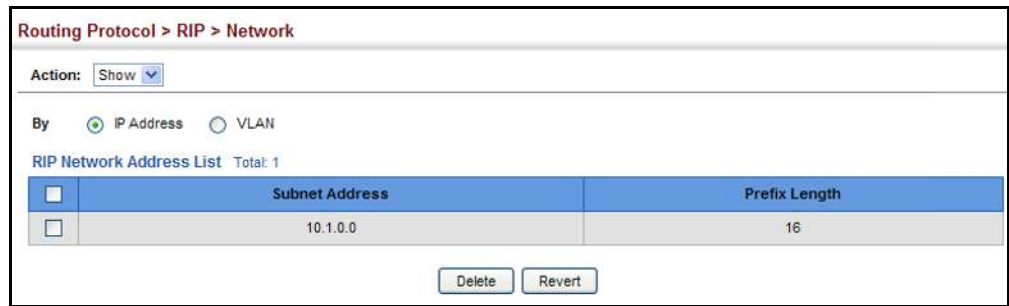 Routing Protocol > RIP > Network
Action: Show
By IP Address VLAN
RIP Network Address List Total: 1
Subnet Address Prefix Length
10.1.0.0 16
Delete Revert